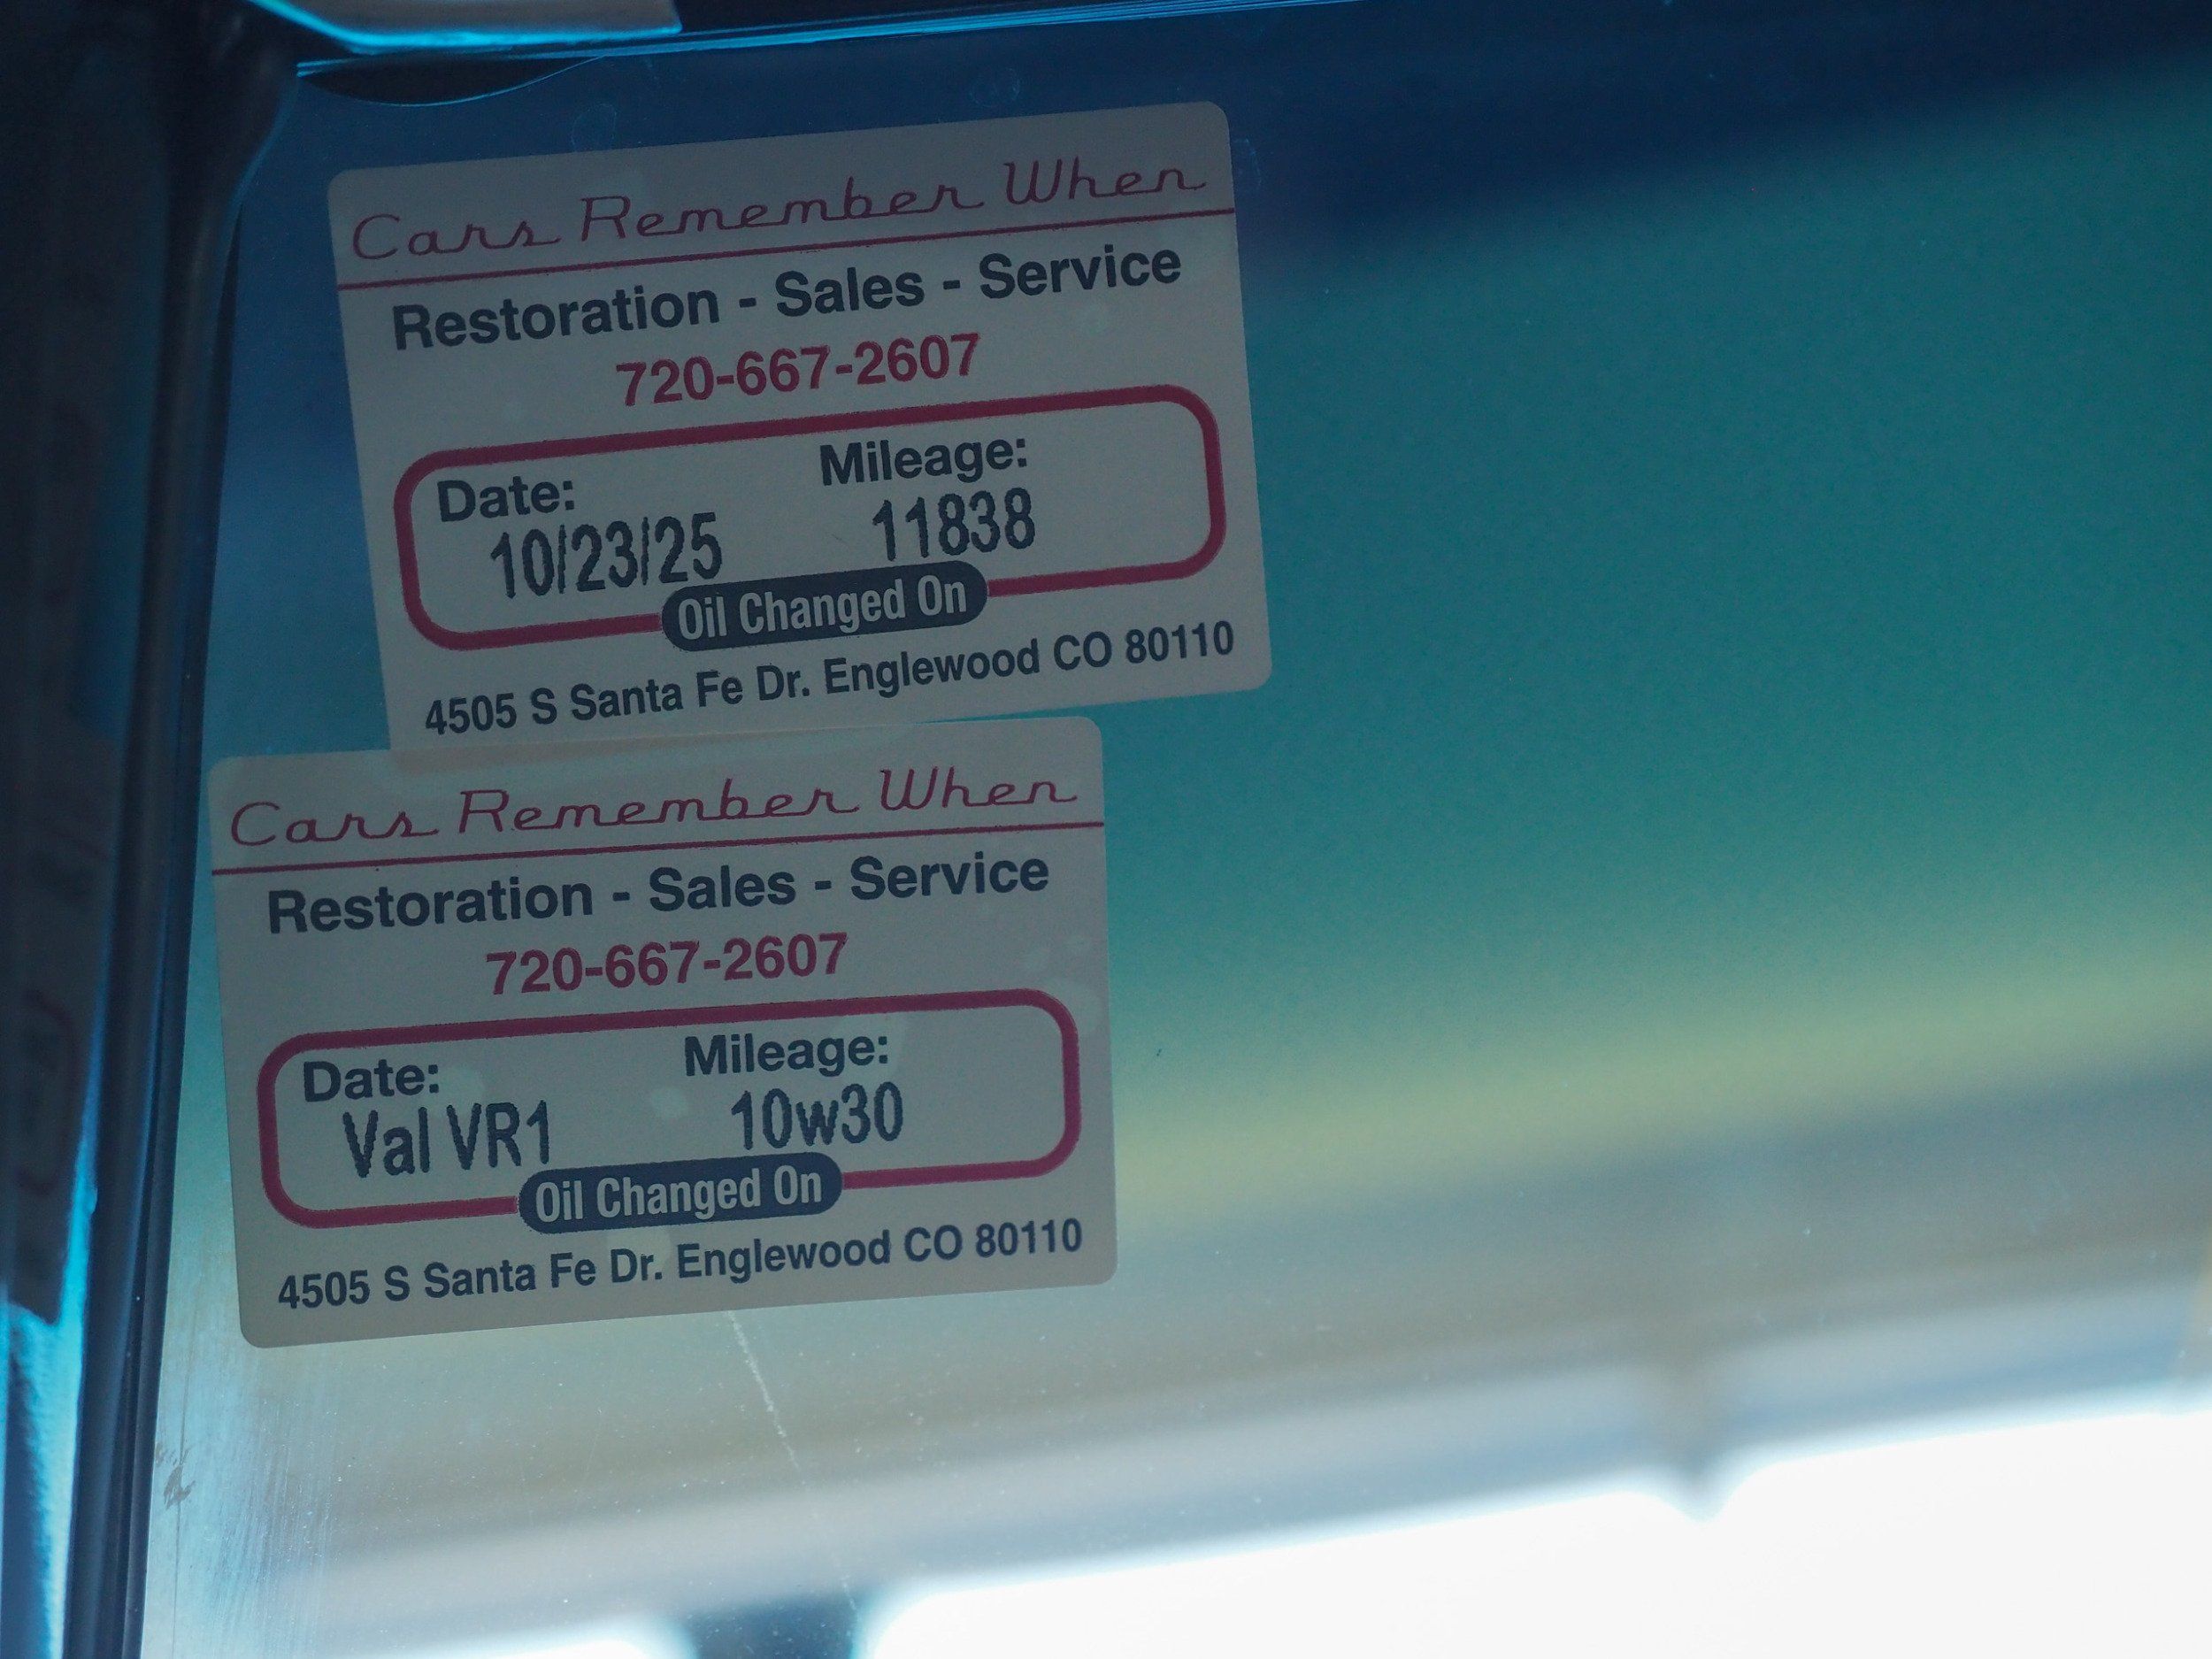 Cars Remember When
Restoration - Sales - Service
720-667-2607
Date: Mileage:
10/23/25 11838
Oil Changed On
4505 S Santa Fe Dr. Englewood CO 80110
Cars Remember When
Restoration - Sales - Service
720-667-2607
Date: Mileage:
Val VR1 10w30
Oil Changed On
4505 S Santa Fe Dr. Englewood CO 80110